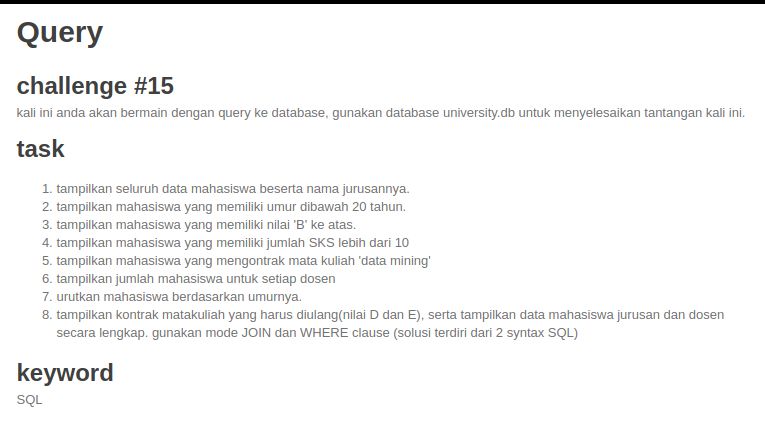 Query
challenge #15
kali ini anda akan bermain dengan query ke database, gunakan database university.db untuk menyelesaikan tantangan kali ini.
task
1. tampilkan seluruh data mahasiswa beserta nama jurusannya.
2. tampilkan mahasiswa yang memiliki umur dibawah 20 tahun.
3. tampilkan mahasiswa yang memiliki nilai 'B' ke atas.
4. tampilkan mahasiswa yang memiliki jumlah SKS lebih dari 10
5. tampilkan mahasiswa yang mengontrak mata kuliah 'data mining'
6. tampilkan jumlah mahasiswa untuk setiap dosen
7. urutkan mahasiswa berdasarkan umurnya.
8. tampilkan kontrak matakuliah yang harus diulang(nilai D dan E), serta tampilkan data mahasiswa jurusan dan dosen
secara lengkap. gunakan mode JOIN dan WHERE clause (solusi terdiri dari 2 syntax SQL)
keyword
SQL